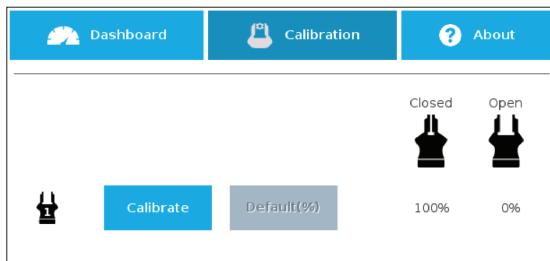 Dashboard
Calibration
? About
Closed Open
1 Calibrate Default(%) 100% 0%